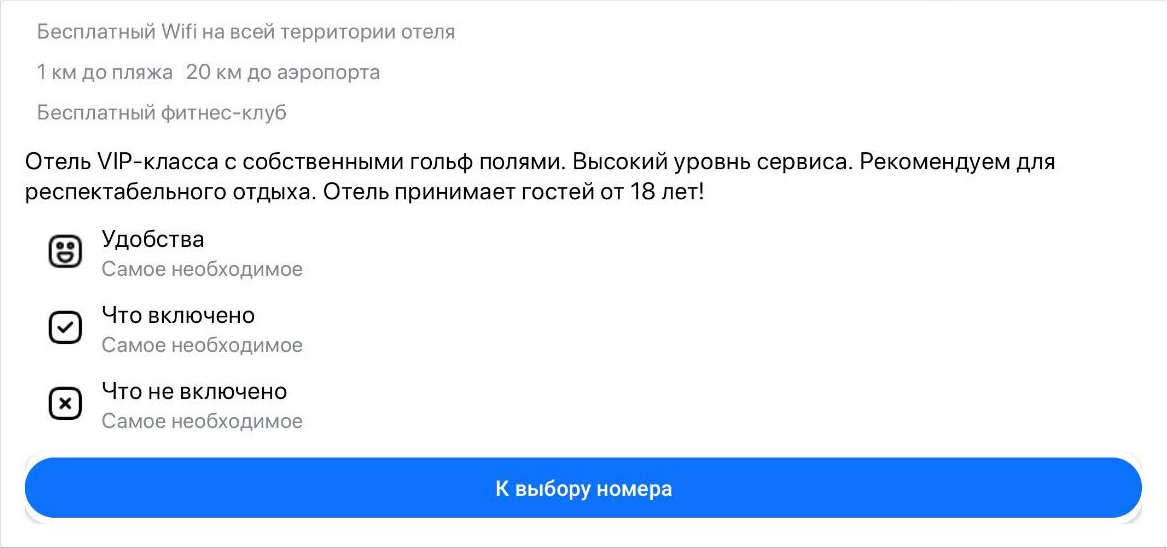 Бесплатный Wifi на всей территории отеля
1 км до пляжа 20 км до аэропорта
Бесплатный фитнес-клуб
Отель VIP-класса с собственными гольф полями. Высокий уровнь сервиса. Рекомендуем для
респектабельного отдыха. Отель принимает гостей от 18 лет!
Удобства
Самое необходимое
Что включено
Самое необходимое
Что не включено
Самое необходимое
К выбору номера